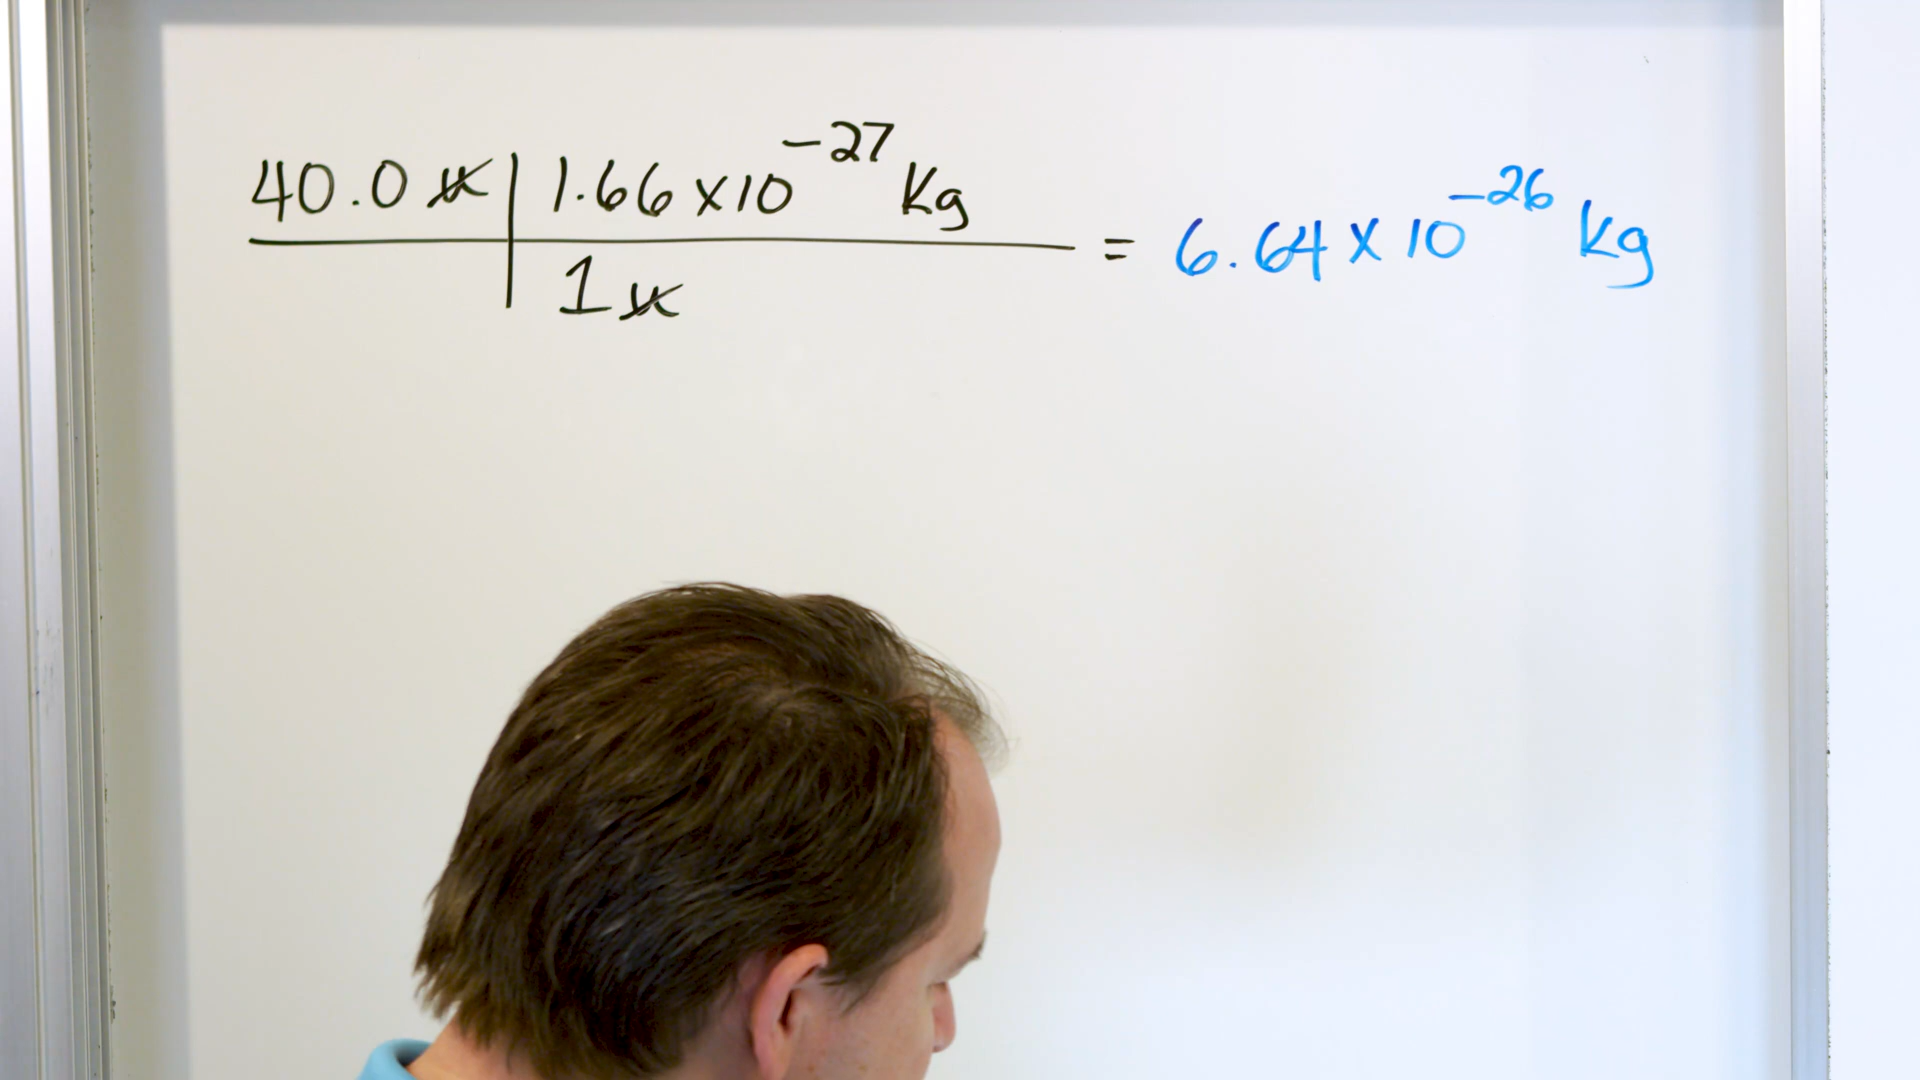 40.0 u | 1.66 x 10^-27 Kg = 6.64 x 10^-26 kg
1 u